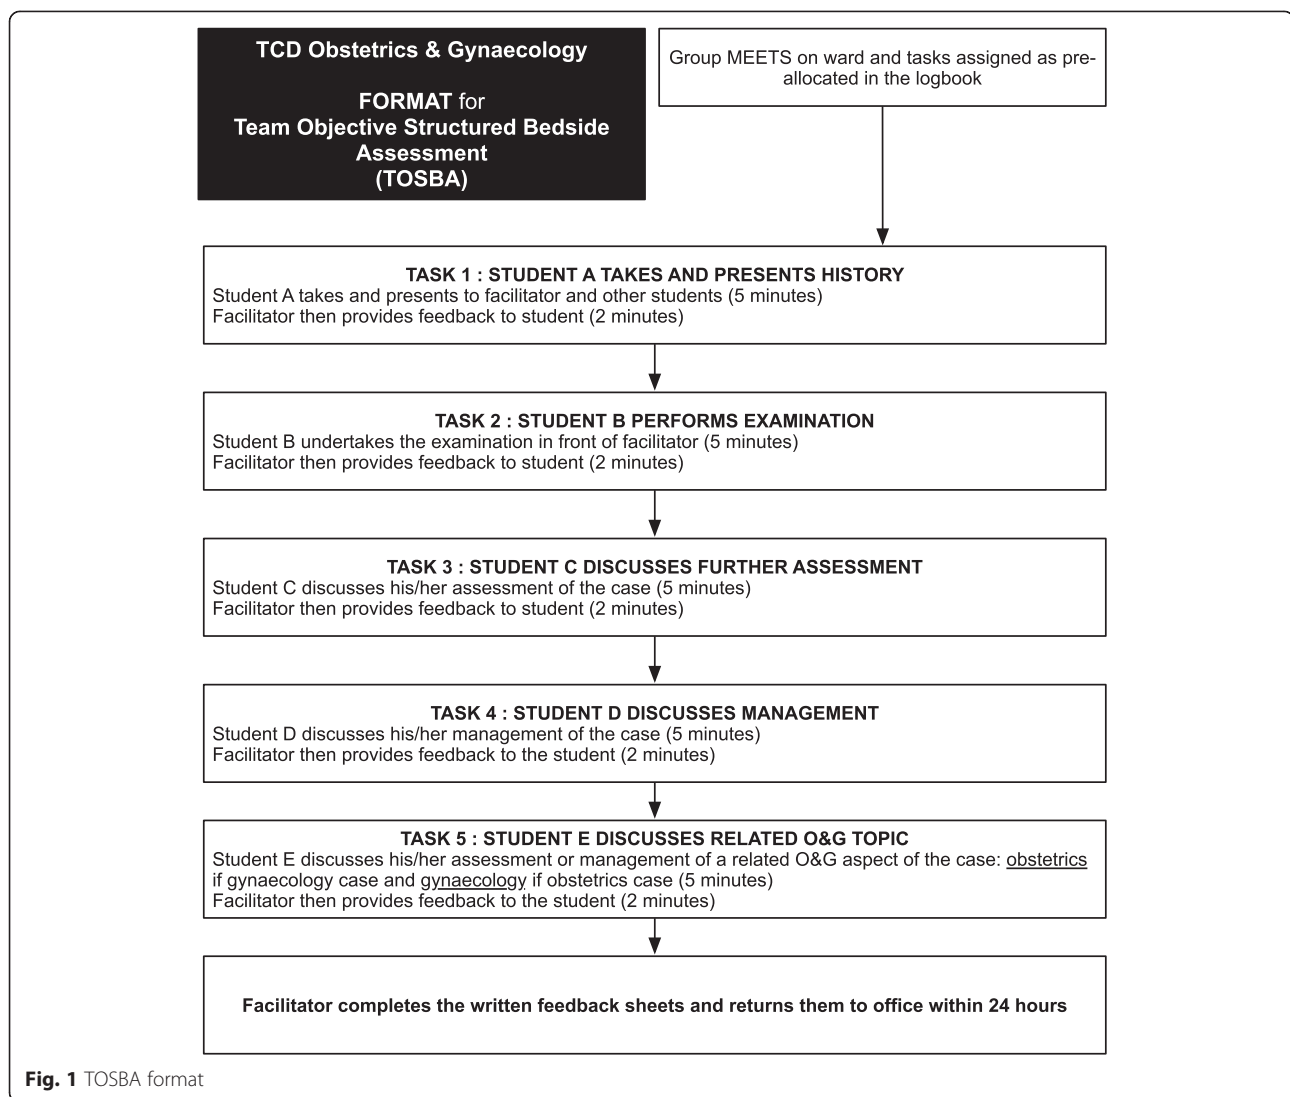 TCD Obstetrics & Gynaecology
FORMAT for
Team Objective Structured Bedside
Assessment
(TOSBA)
Group MEETS on ward and tasks assigned as pre-
allocated in the logbook
TASK 1 : STUDENT A TAKES AND PRESENTS HISTORY
Student A takes and presents to facilitator and other students (5 minutes)
Facilitator then provides feedback to student (2 minutes)
TASK 2 : STUDENT B PERFORMS EXAMINATION
Student B undertakes the examination in front of facilitator (5 minutes)
Facilitator then provides feedback to student (2 minutes)
TASK 3 : STUDENT C DISCUSSES FURTHER ASSESSMENT
Student C discusses his/her assessment of the case (5 minutes)
Facilitator then provides feedback to student (2 minutes)
TASK 4 : STUDENT D DISCUSSES MANAGEMENT
Student D discusses his/her management of the case (5 minutes)
Facilitator then provides feedback to the student (2 minutes)
TASK 5 : STUDENT E DISCUSSES RELATED O&G TOPIC
Student E discusses his/her assessment or management of a related O&G aspect of the case: obstetrics
if gynaecology case and gynaecology if obstetrics case (5 minutes)
Facilitator then provides feedback to the student (2 minutes)
Facilitator completes the written feedback sheets and returns them to office within 24 hours
Fig. 1 TOSBA format